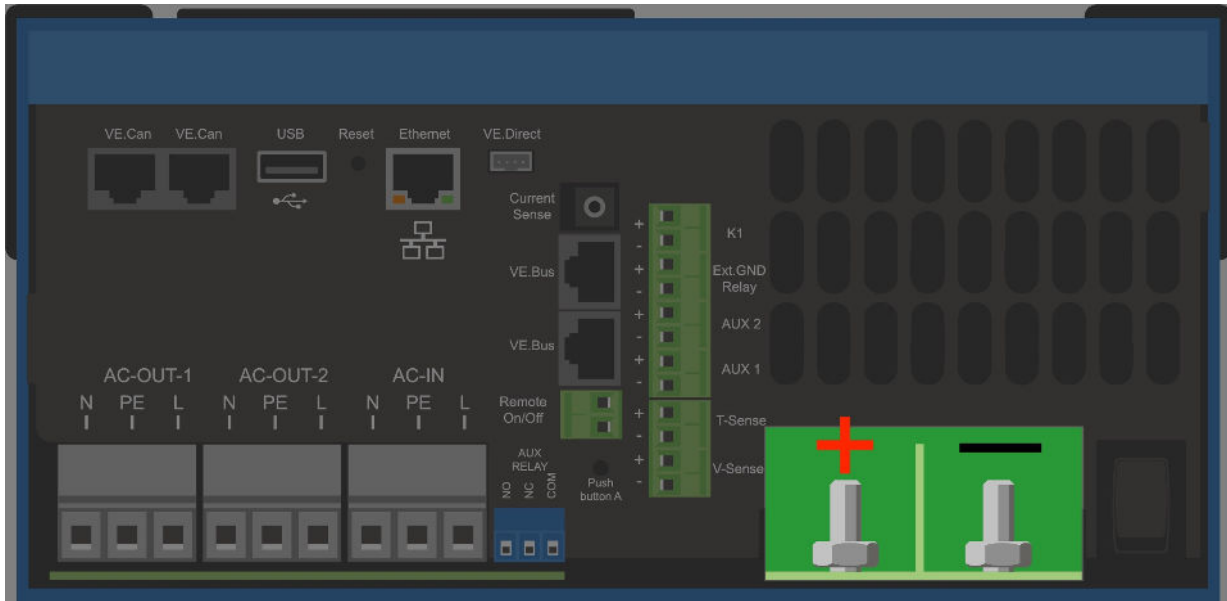 VE.Can VE.Can USB Reset Ethernet VE.Direct
Current
Sense
+
- K1
VE.Bus
+ Ext.GND
- Relay
+
- AUX 2
VE.Bus
+
- AUX 1
AC-OUT-1 AC-OUT-2 AC-IN
N PE L N PE L N PE L
Remote
On/Off
+ T-Sense
-
+ V-Sense
-
AUX
RELAY
NO NC COM
Push
button A
+ −